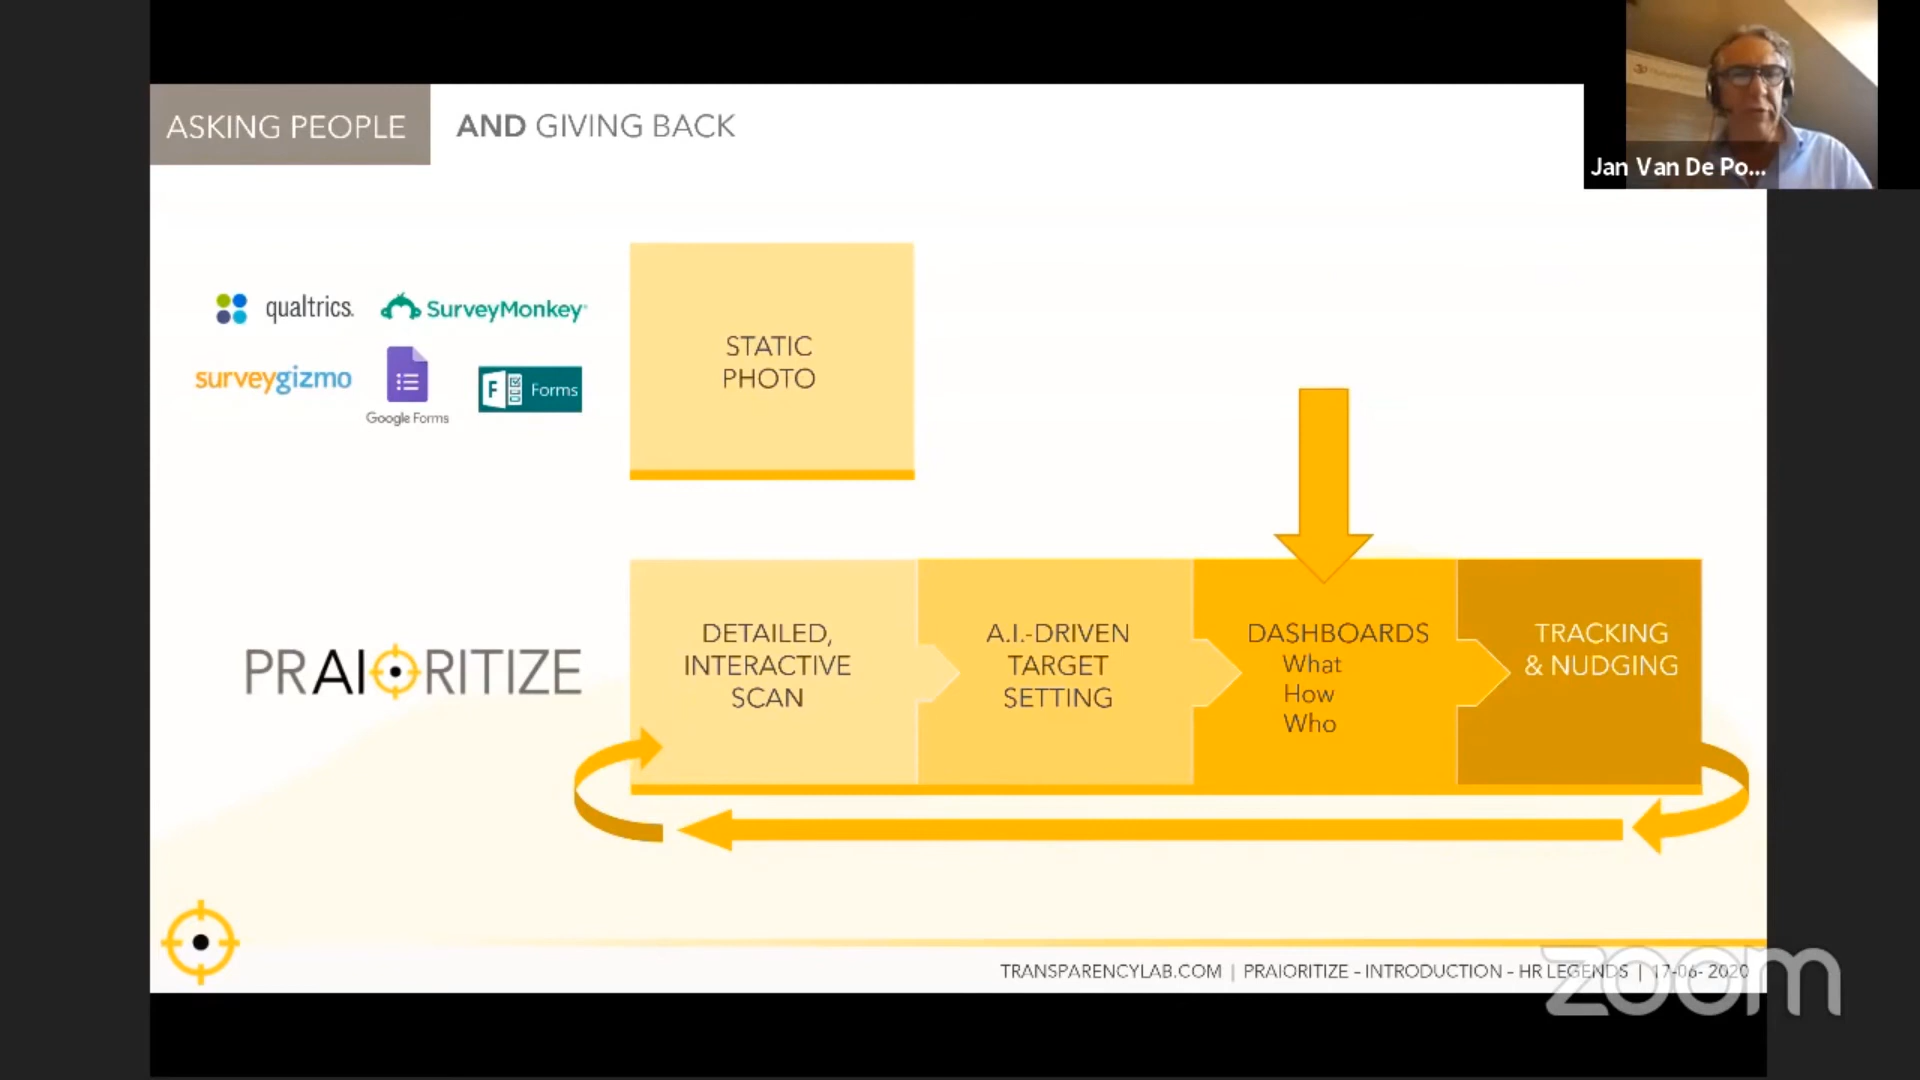 ASKING PEOPLE
AND GIVING BACK
Jan Van De Po...
qualtrics.
SurveyMonkey
surveygizmo
Google Forms
F
Forms
STATIC
PHOTO
PRAIORITIZE
DETAILED,
INTERACTIVE
SCAN
A.I.-DRIVEN
TARGET
SETTING
DASHBOARDS
What
How
Who
TRACKING
& NUDGING
TRANSPARENCYLAB.COM | PRAIORITIZE – INTRODUCTION – HR LEGENDS | 17-06- 2020
zoom